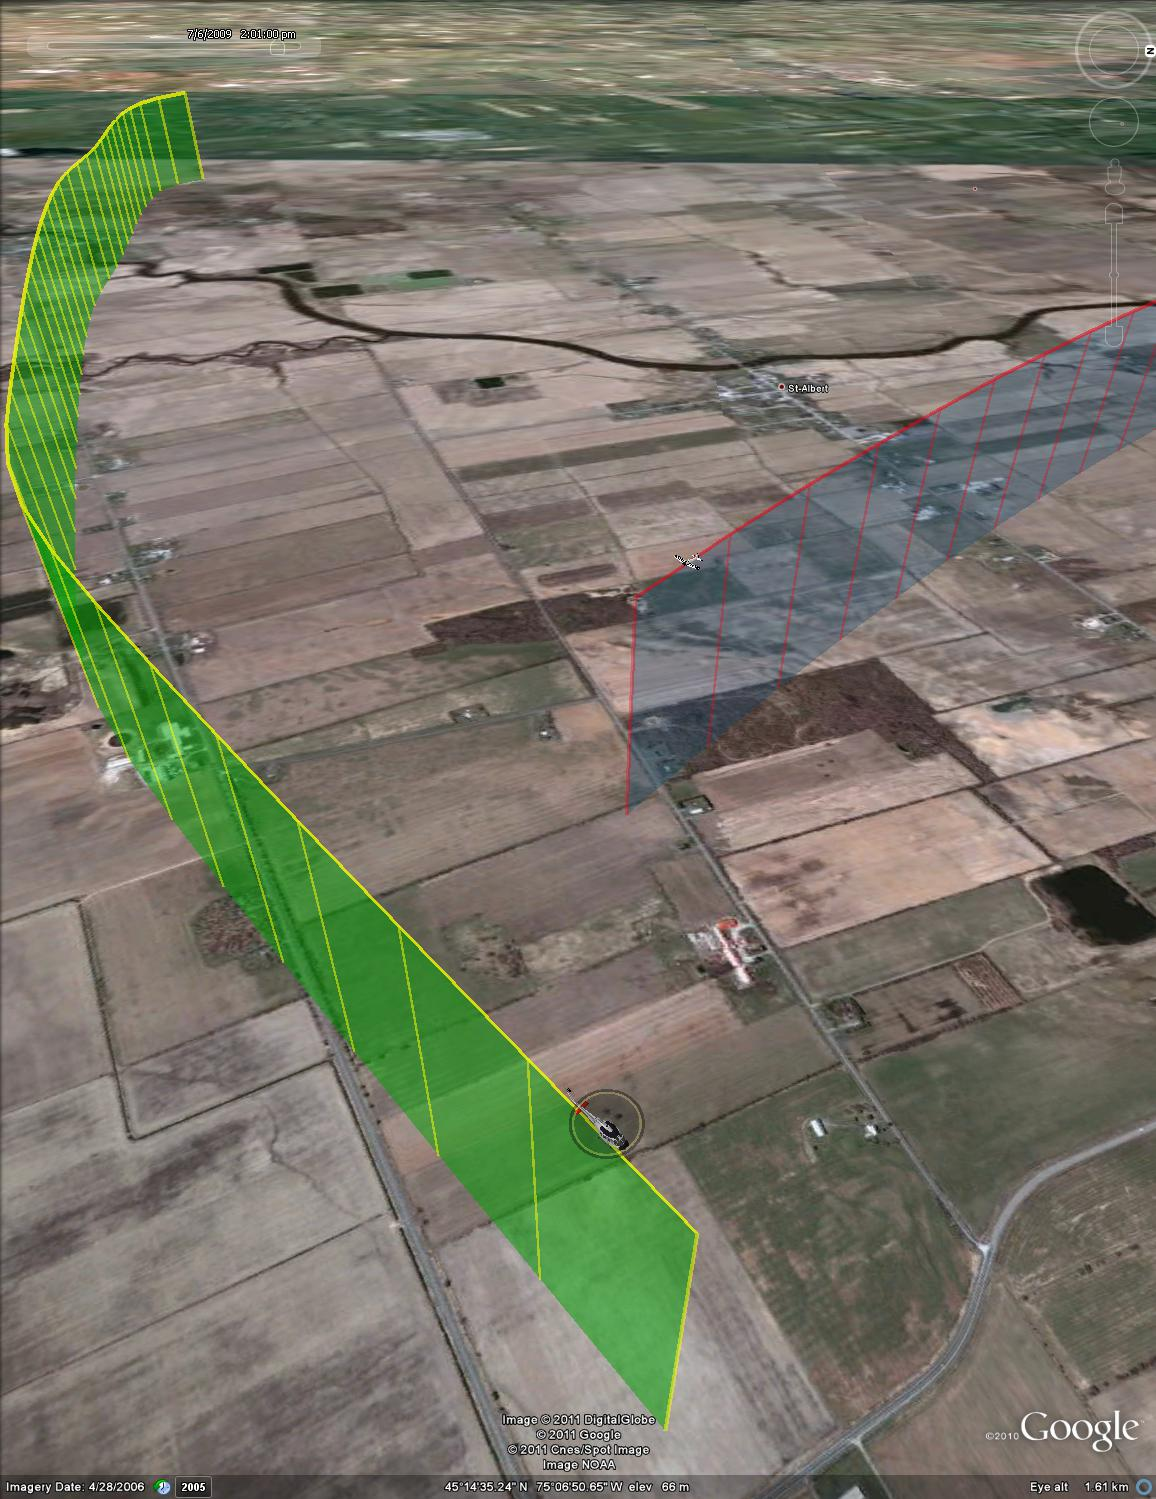 7/6/2009 2:01:00 pm
N
St-Albert
Image © 2011 DigitalGlobe
© 2011 Google
© 2011 Cnes/Spot Image
Image NOAA
©2010 Google
Imagery Date: 4/28/2006 2005 45°14'35.24" N 75°06'50.65" W elev 66 m Eye alt 1.61 km